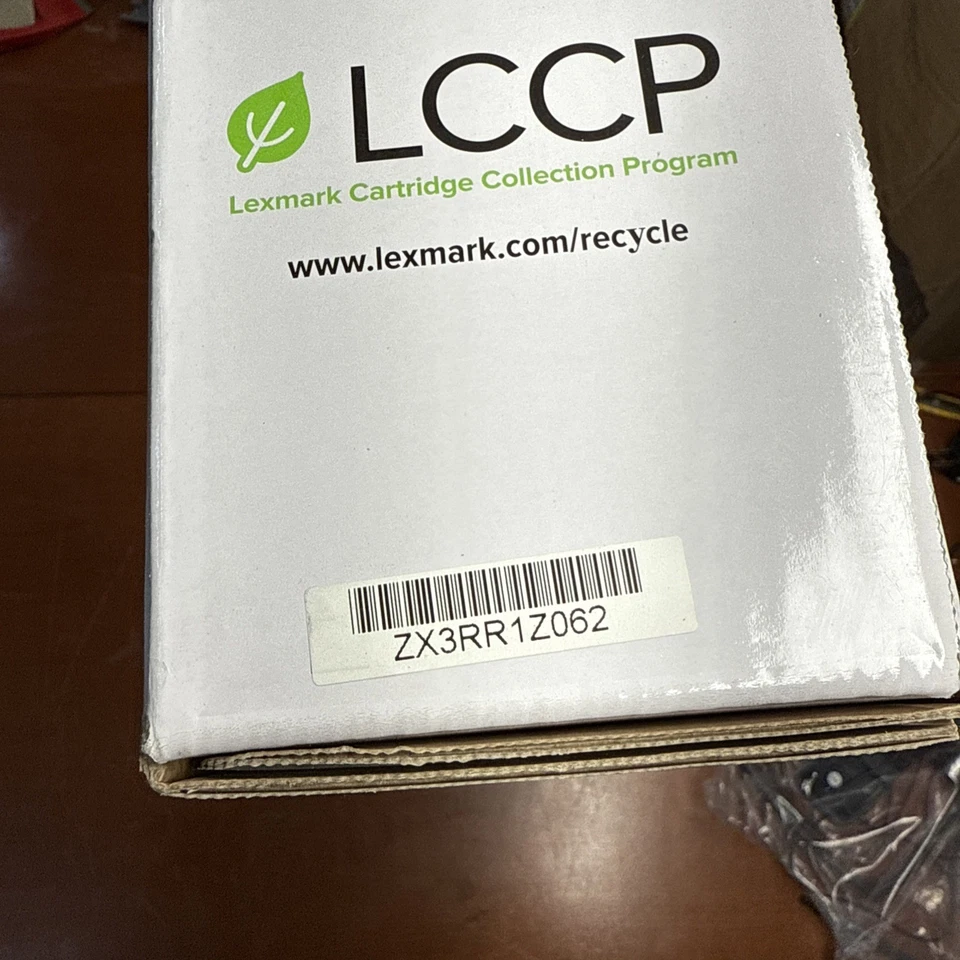 LCCP
Lexmark Cartridge Collection Program
www.lexmark.com/recycle
ZX3RR1Z062